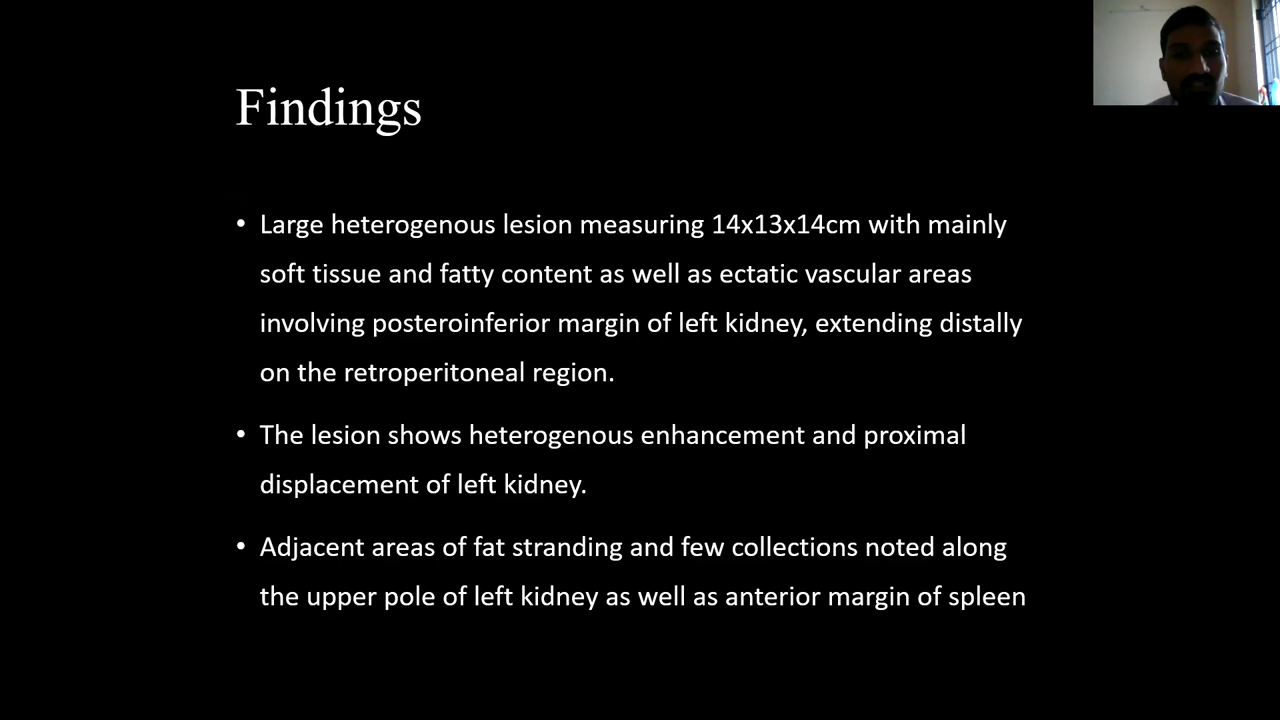 Findings
• Large heterogenous lesion measuring 14x13x14cm with mainly
soft tissue and fatty content as well as ectatic vascular areas
involving posteroinferior margin of left kidney, extending distally
on the retroperitoneal region.
• The lesion shows heterogenous enhancement and proximal
displacement of left kidney.
• Adjacent areas of fat stranding and few collections noted along
the upper pole of left kidney as well as anterior margin of spleen